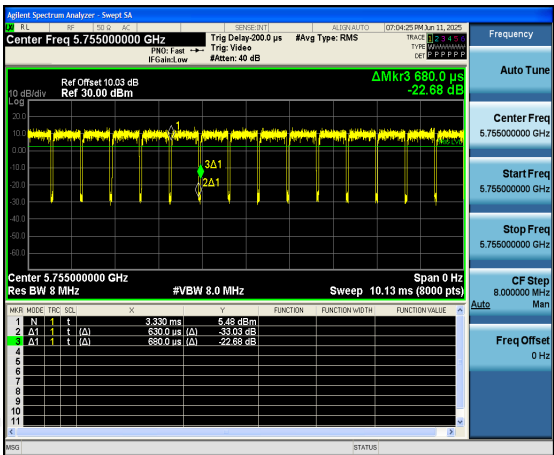 Agilent Spectrum Analyzer - Swept SA
RL RF 50 Ω AC SENSE:INT ALIGNAUTO 07:04:25 PM Jun 11, 2025
Center Freq 5.755000000 GHz
PNO: Fast
IFGain:Low
Trig Delay-200.0 µs
Trig: Video
#Atten: 40 dB
#Avg Type: RMS
TRACE 1 2 3 4 5 6
TYPE WWWWWW
DET P P P P P P
Frequency
Auto Tune
Center Freq
5.755000000 GHz
Start Freq
5.755000000 GHz
Stop Freq
5.755000000 GHz
CF Step
8.000000 MHz
Auto Man
Freq Offset
0 Hz
ΔMkr3 680.0 µs
-22.68 dB
Ref Offset 10.03 dB
10 dB/div Ref 30.00 dBm
Log
20.0
10.0
0.00
-10.0
-20.0
-30.0
-40.0
-50.0
-60.0
1
3Δ1
2Δ1
Center 5.755000000 GHz Span 0 Hz
Res BW 8 MHz #VBW 8.0 MHz Sweep 10.13 ms (8000 pts)
MKR MODE TRC SCL X Y FUNCTION FUNCTION WIDTH FUNCTION VALUE
1 N 1 t 3.330 ms 5.48 dBm
2 Δ1 1 t (Δ) 630.0 µs (Δ) -33.03 dB
3 Δ1 1 t (Δ) 680.0 µs (Δ) -22.68 dB
4
5
6
7
8
9
10
11
MSG STATUS